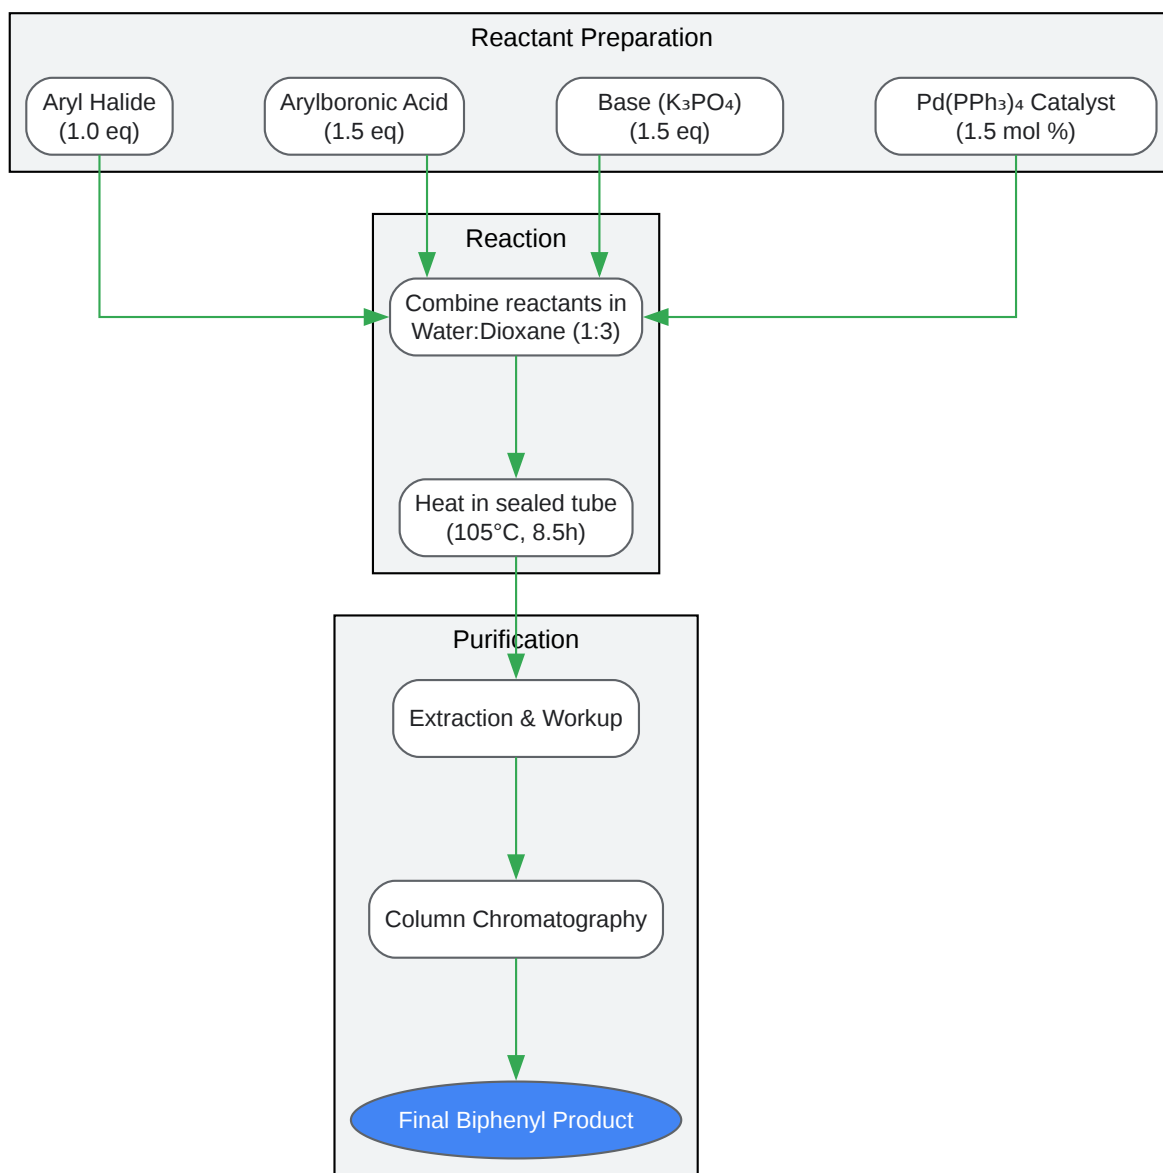 Reactant Preparation
Aryl Halide
(1.0 eq)
Arylboronic Acid
(1.5 eq)
Base (K₃PO₄)
(1.5 eq)
Pd(PPh₃)₄ Catalyst
(1.5 mol %)
Reaction
Combine reactants in
Water:Dioxane (1:3)
Heat in sealed tube
(105°C, 8.5h)
Purification
Extraction & Workup
Column Chromatography
Final Biphenyl Product